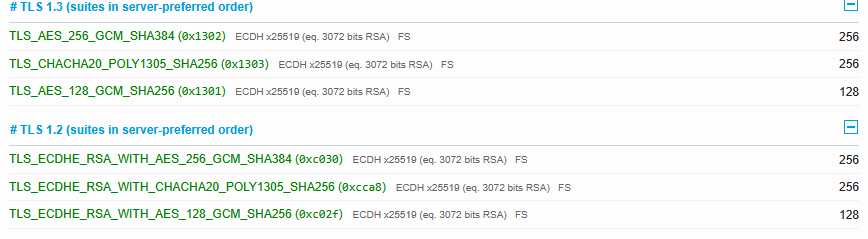 # TLS 1.3 (suites in server-preferred order)
TLS_AES_256_GCM_SHA384 (0x1302) ECDH x25519 (eq. 3072 bits RSA) FS 256
TLS_CHACHA20_POLY1305_SHA256 (0x1303) ECDH x25519 (eq. 3072 bits RSA) FS 256
TLS_AES_128_GCM_SHA256 (0x1301) ECDH x25519 (eq. 3072 bits RSA) FS 128
# TLS 1.2 (suites in server-preferred order)
TLS_ECDHE_RSA_WITH_AES_256_GCM_SHA384 (0xc030) ECDH x25519 (eq. 3072 bits RSA) FS 256
TLS_ECDHE_RSA_WITH_CHACHA20_POLY1305_SHA256 (0xcca8) ECDH x25519 (eq. 3072 bits RSA) FS 256
TLS_ECDHE_RSA_WITH_AES_128_GCM_SHA256 (0xc02f) ECDH x25519 (eq. 3072 bits RSA) FS 128